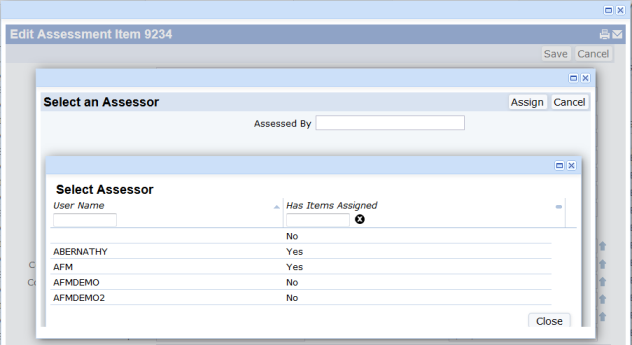 Edit Assessment Item 9234
Save Cancel
Select an Assessor
Assign Cancel
Assessed By
Select Assessor
User Name Has Items Assigned
No
ABERNATHY Yes
AFM Yes
AFMDEMO No
AFMDEMO2 No
Close